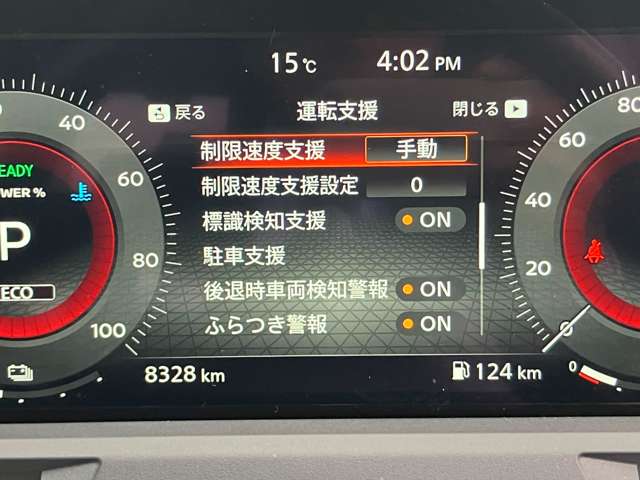 15℃ 4:02 PM
戻る 運転支援 閉じる
制限速度支援 手動
制限速度支援設定 0
標識検知支援 ON
駐車支援
後退時車両検知警報 ON
ふらつき警報 ON
8328 km
124 km
40
60
80
100
READY
WER %
P
ECO
80
60
40
20
0
0